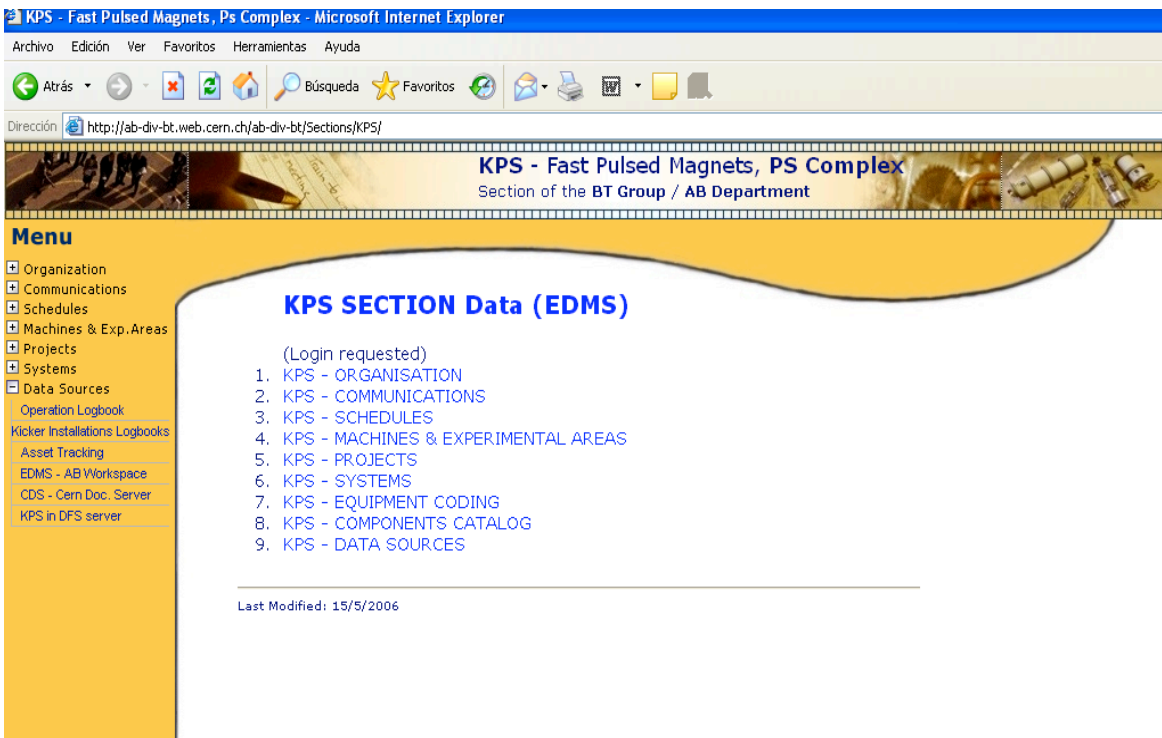 KPS - Fast Pulsed Magnets, Ps Complex - Microsoft Internet Explorer
Archivo Edición Ver Favoritos Herramientas Ayuda
Atrás Búsqueda Favoritos
Dirección http://ab-div-bt.web.cern.ch/ab-div-bt/Sections/KPS/
KPS - Fast Pulsed Magnets, PS Complex
Section of the BT Group / AB Department
Menu
Organization
Communications
Schedules
Machines & Exp.Areas
Projects
Systems
Data Sources
Operation Logbook
Kicker Installations Logbooks
Asset Tracking
EDMS - AB Workspace
CDS - Cern Doc. Server
KPS in DFS server
KPS SECTION Data (EDMS)
(Login requested)
1. KPS - ORGANISATION
2. KPS - COMMUNICATIONS
3. KPS - SCHEDULES
4. KPS - MACHINES & EXPERIMENTAL AREAS
5. KPS - PROJECTS
6. KPS - SYSTEMS
7. KPS - EQUIPMENT CODING
8. KPS - COMPONENTS CATALOG
9. KPS - DATA SOURCES
Last Modified: 15/5/2006